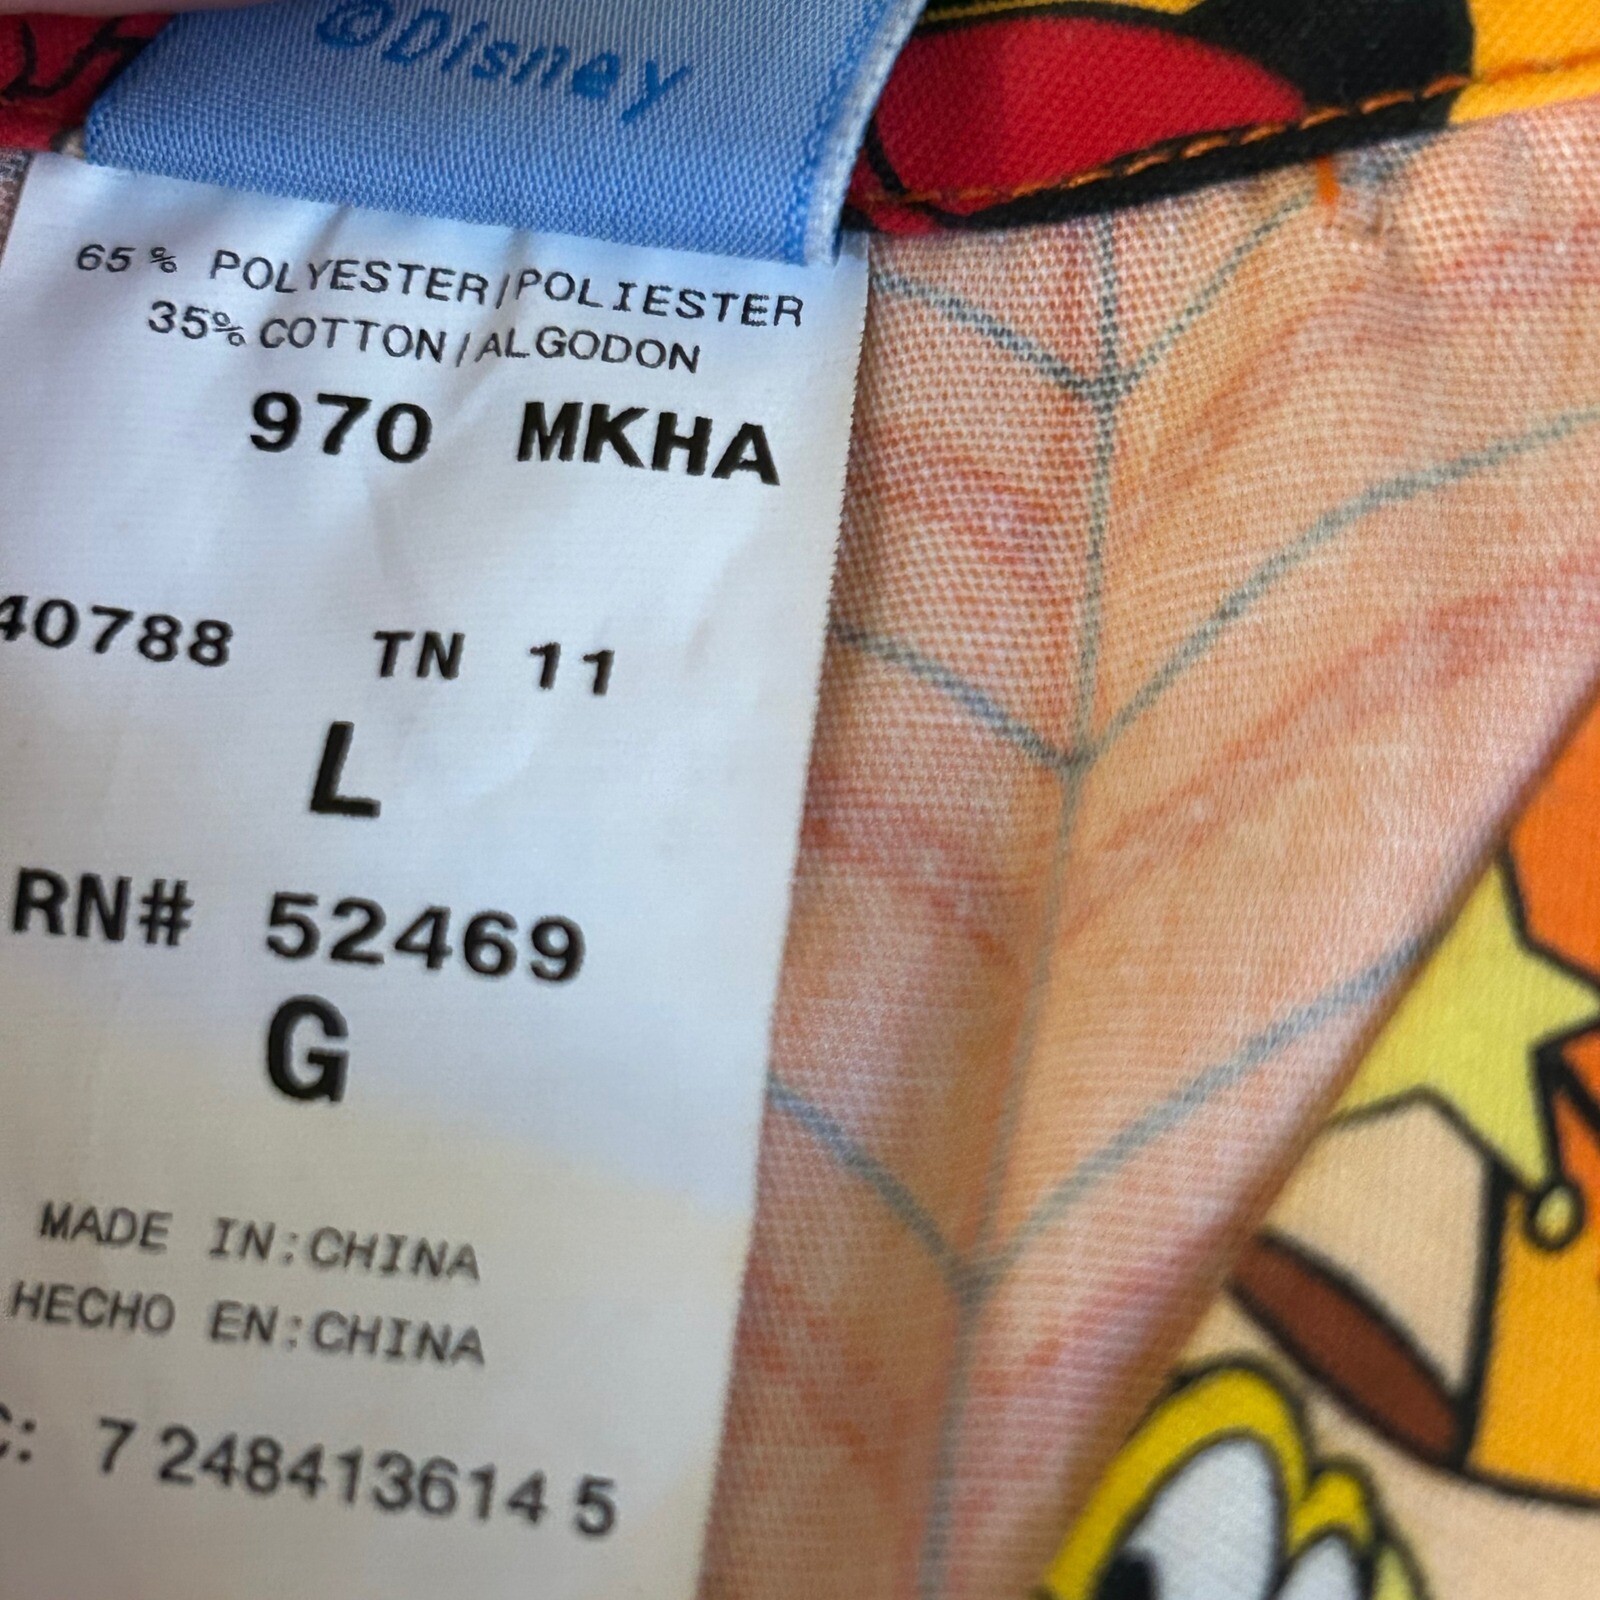 ©Disney
65% POLYESTER/POLIESTER
35% COTTON/ALGODON
970 MKHA
40788 TN 11
L
RN# 52469
G
MADE IN:CHINA
HECHO EN:CHINA
C: 7 2484136145